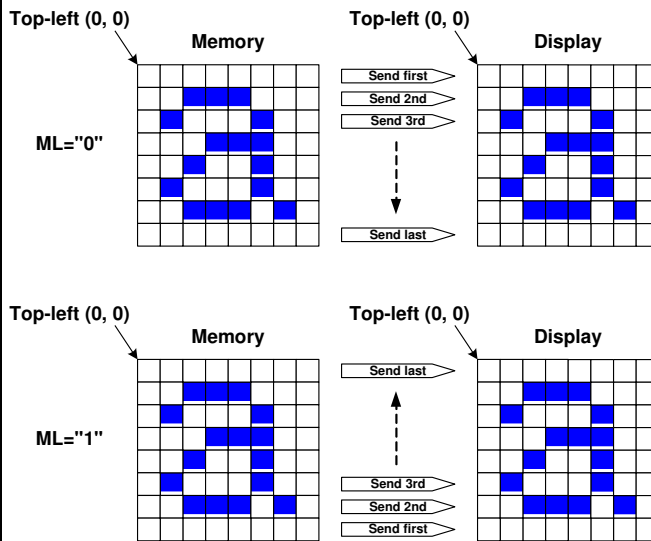 Top-left (0, 0)
Top-left (0, 0)
Memory
Display
Send first
Send 2nd
Send 3rd
ML="0"
Send last
Top-left (0, 0)
Top-left (0, 0)
Memory
Display
Send last
ML="1"
Send 3rd
Send 2nd
Send first